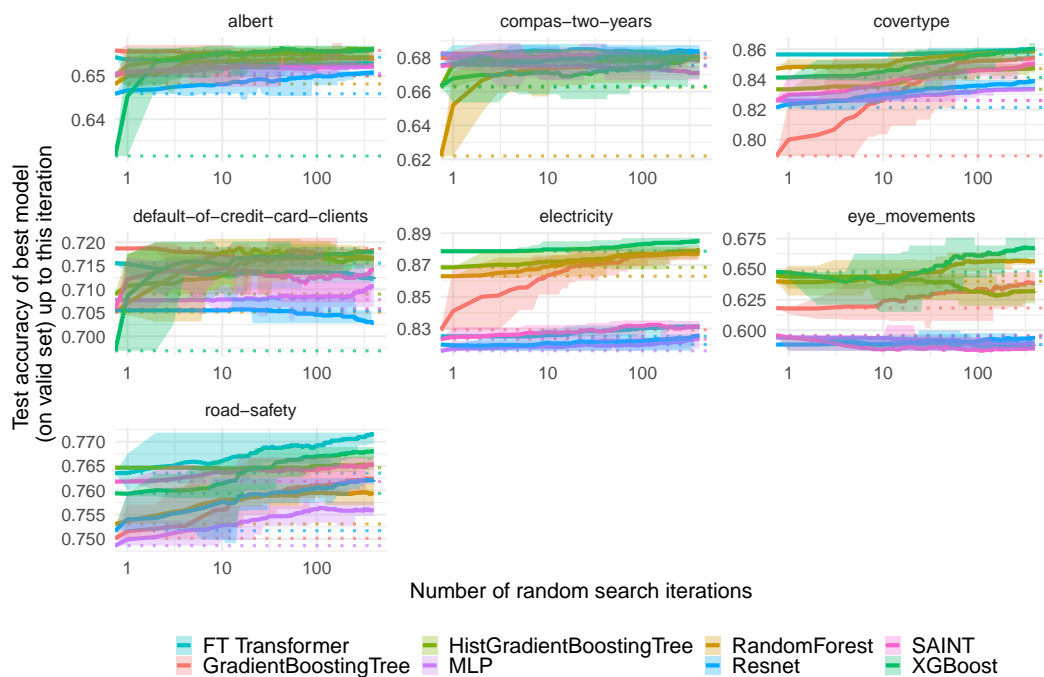 albert
compas−two−years
covertype
0.65
0.64
0.68
0.66
0.64
0.62
0.86
0.84
0.82
0.80
1 10 100
1 10 100
1 10 100
default−of−credit−card−clients
electricity
eye_movements
0.720
0.715
0.710
0.705
0.700
0.89
0.87
0.85
0.83
0.675
0.650
0.625
0.600
1 10 100
1 10 100
1 10 100
road−safety
0.770
0.765
0.760
0.755
0.750
1 10 100
Test accuracy of best model
(on valid set) up to this iteration
Number of random search iterations
FT Transformer HistGradientBoostingTree RandomForest SAINT
GradientBoostingTree MLP Resnet XGBoost